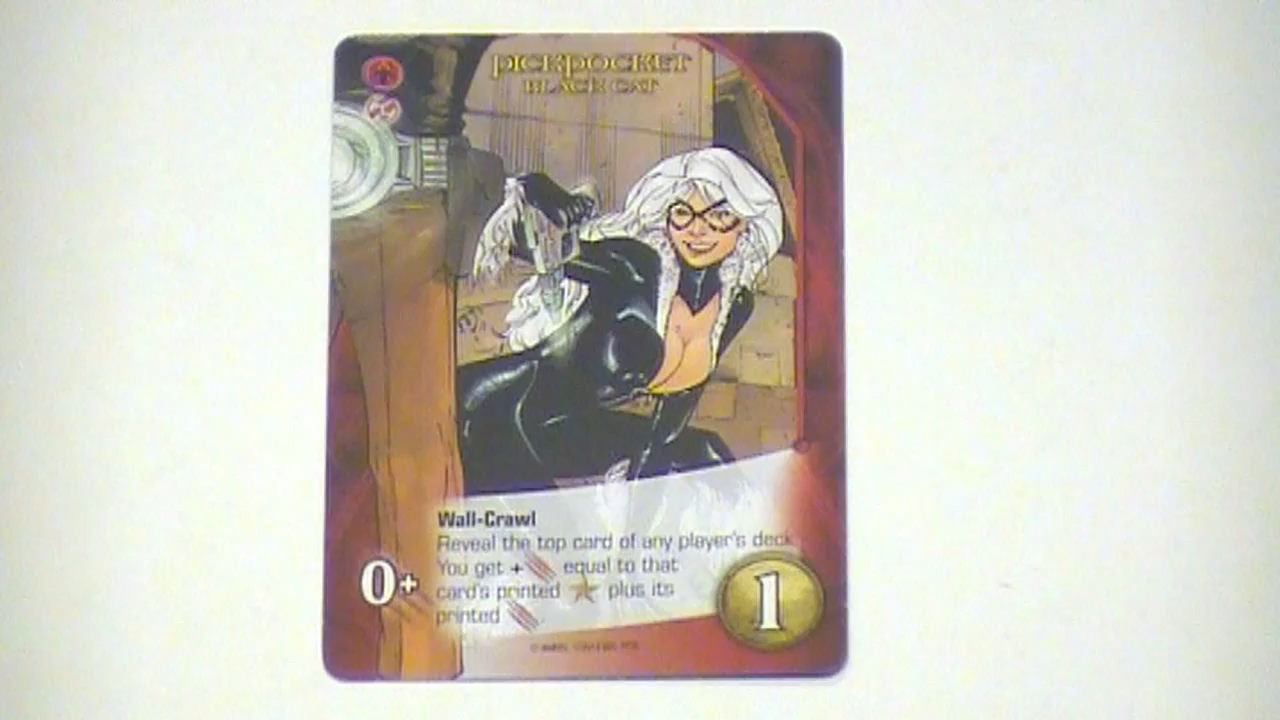 PICKPOCKET
BLACK CAT
Wall-Crawl
Reveal the top card of any player's deck.
You get + equal to that
card's printed plus its
printed
0+
1